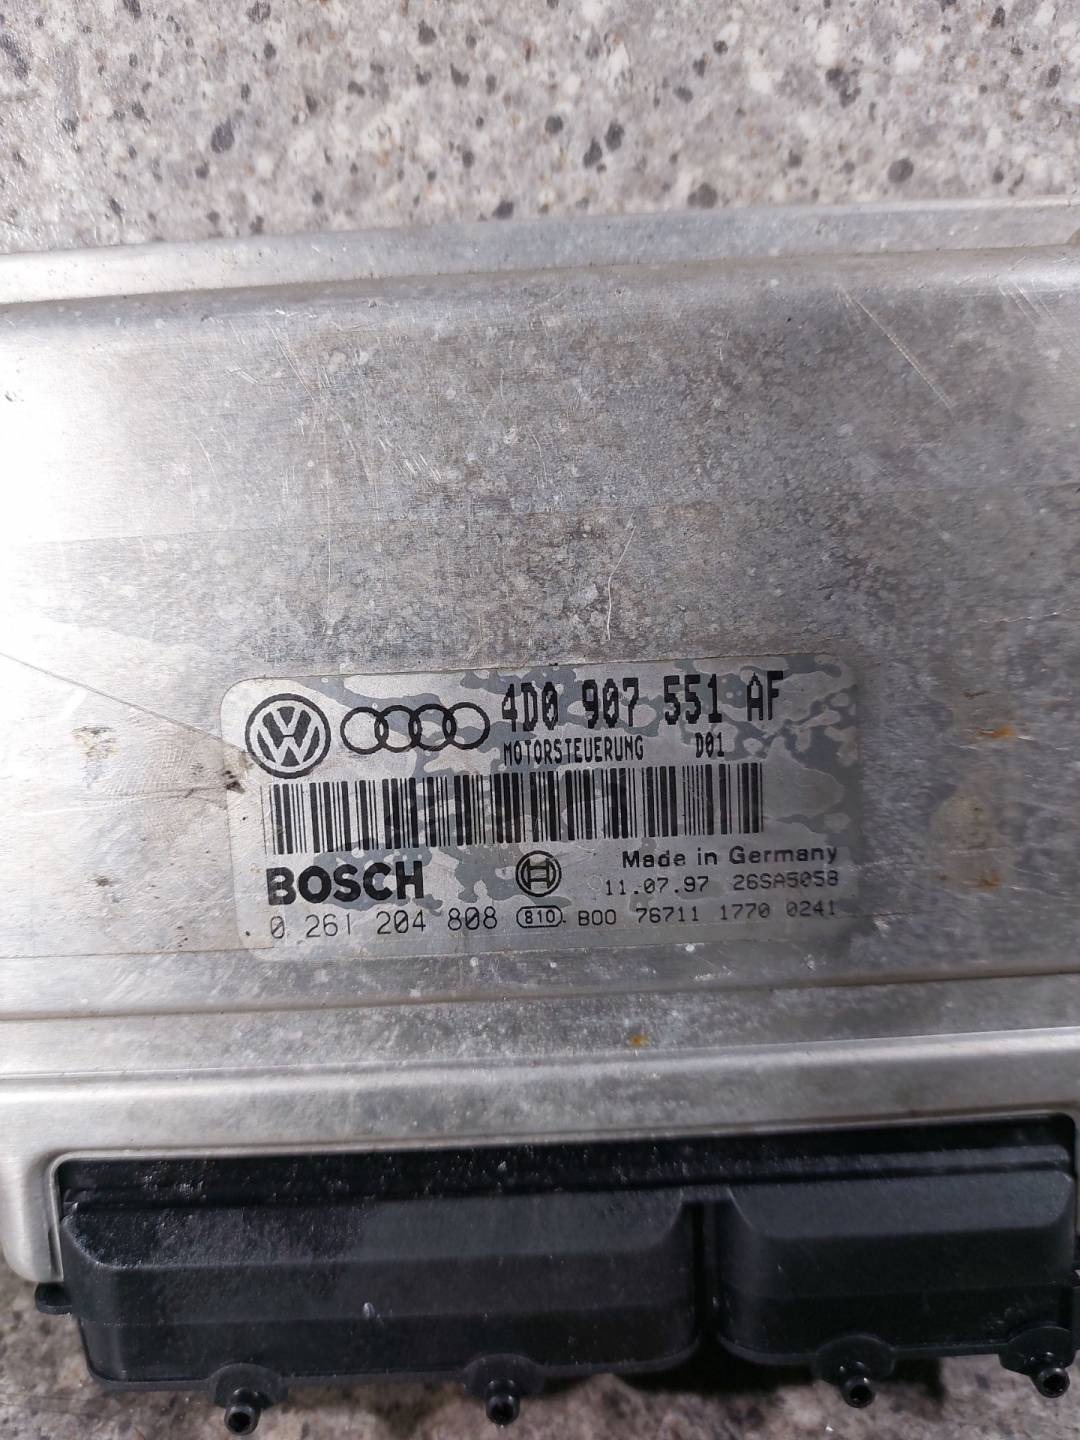 4D0 907 551 AF
MOTORSTEUERUNG D01
BOSCH
Made in Germany
11.07.97 26SA5058
0 261 204 808 810 B00 76711 1770 0241